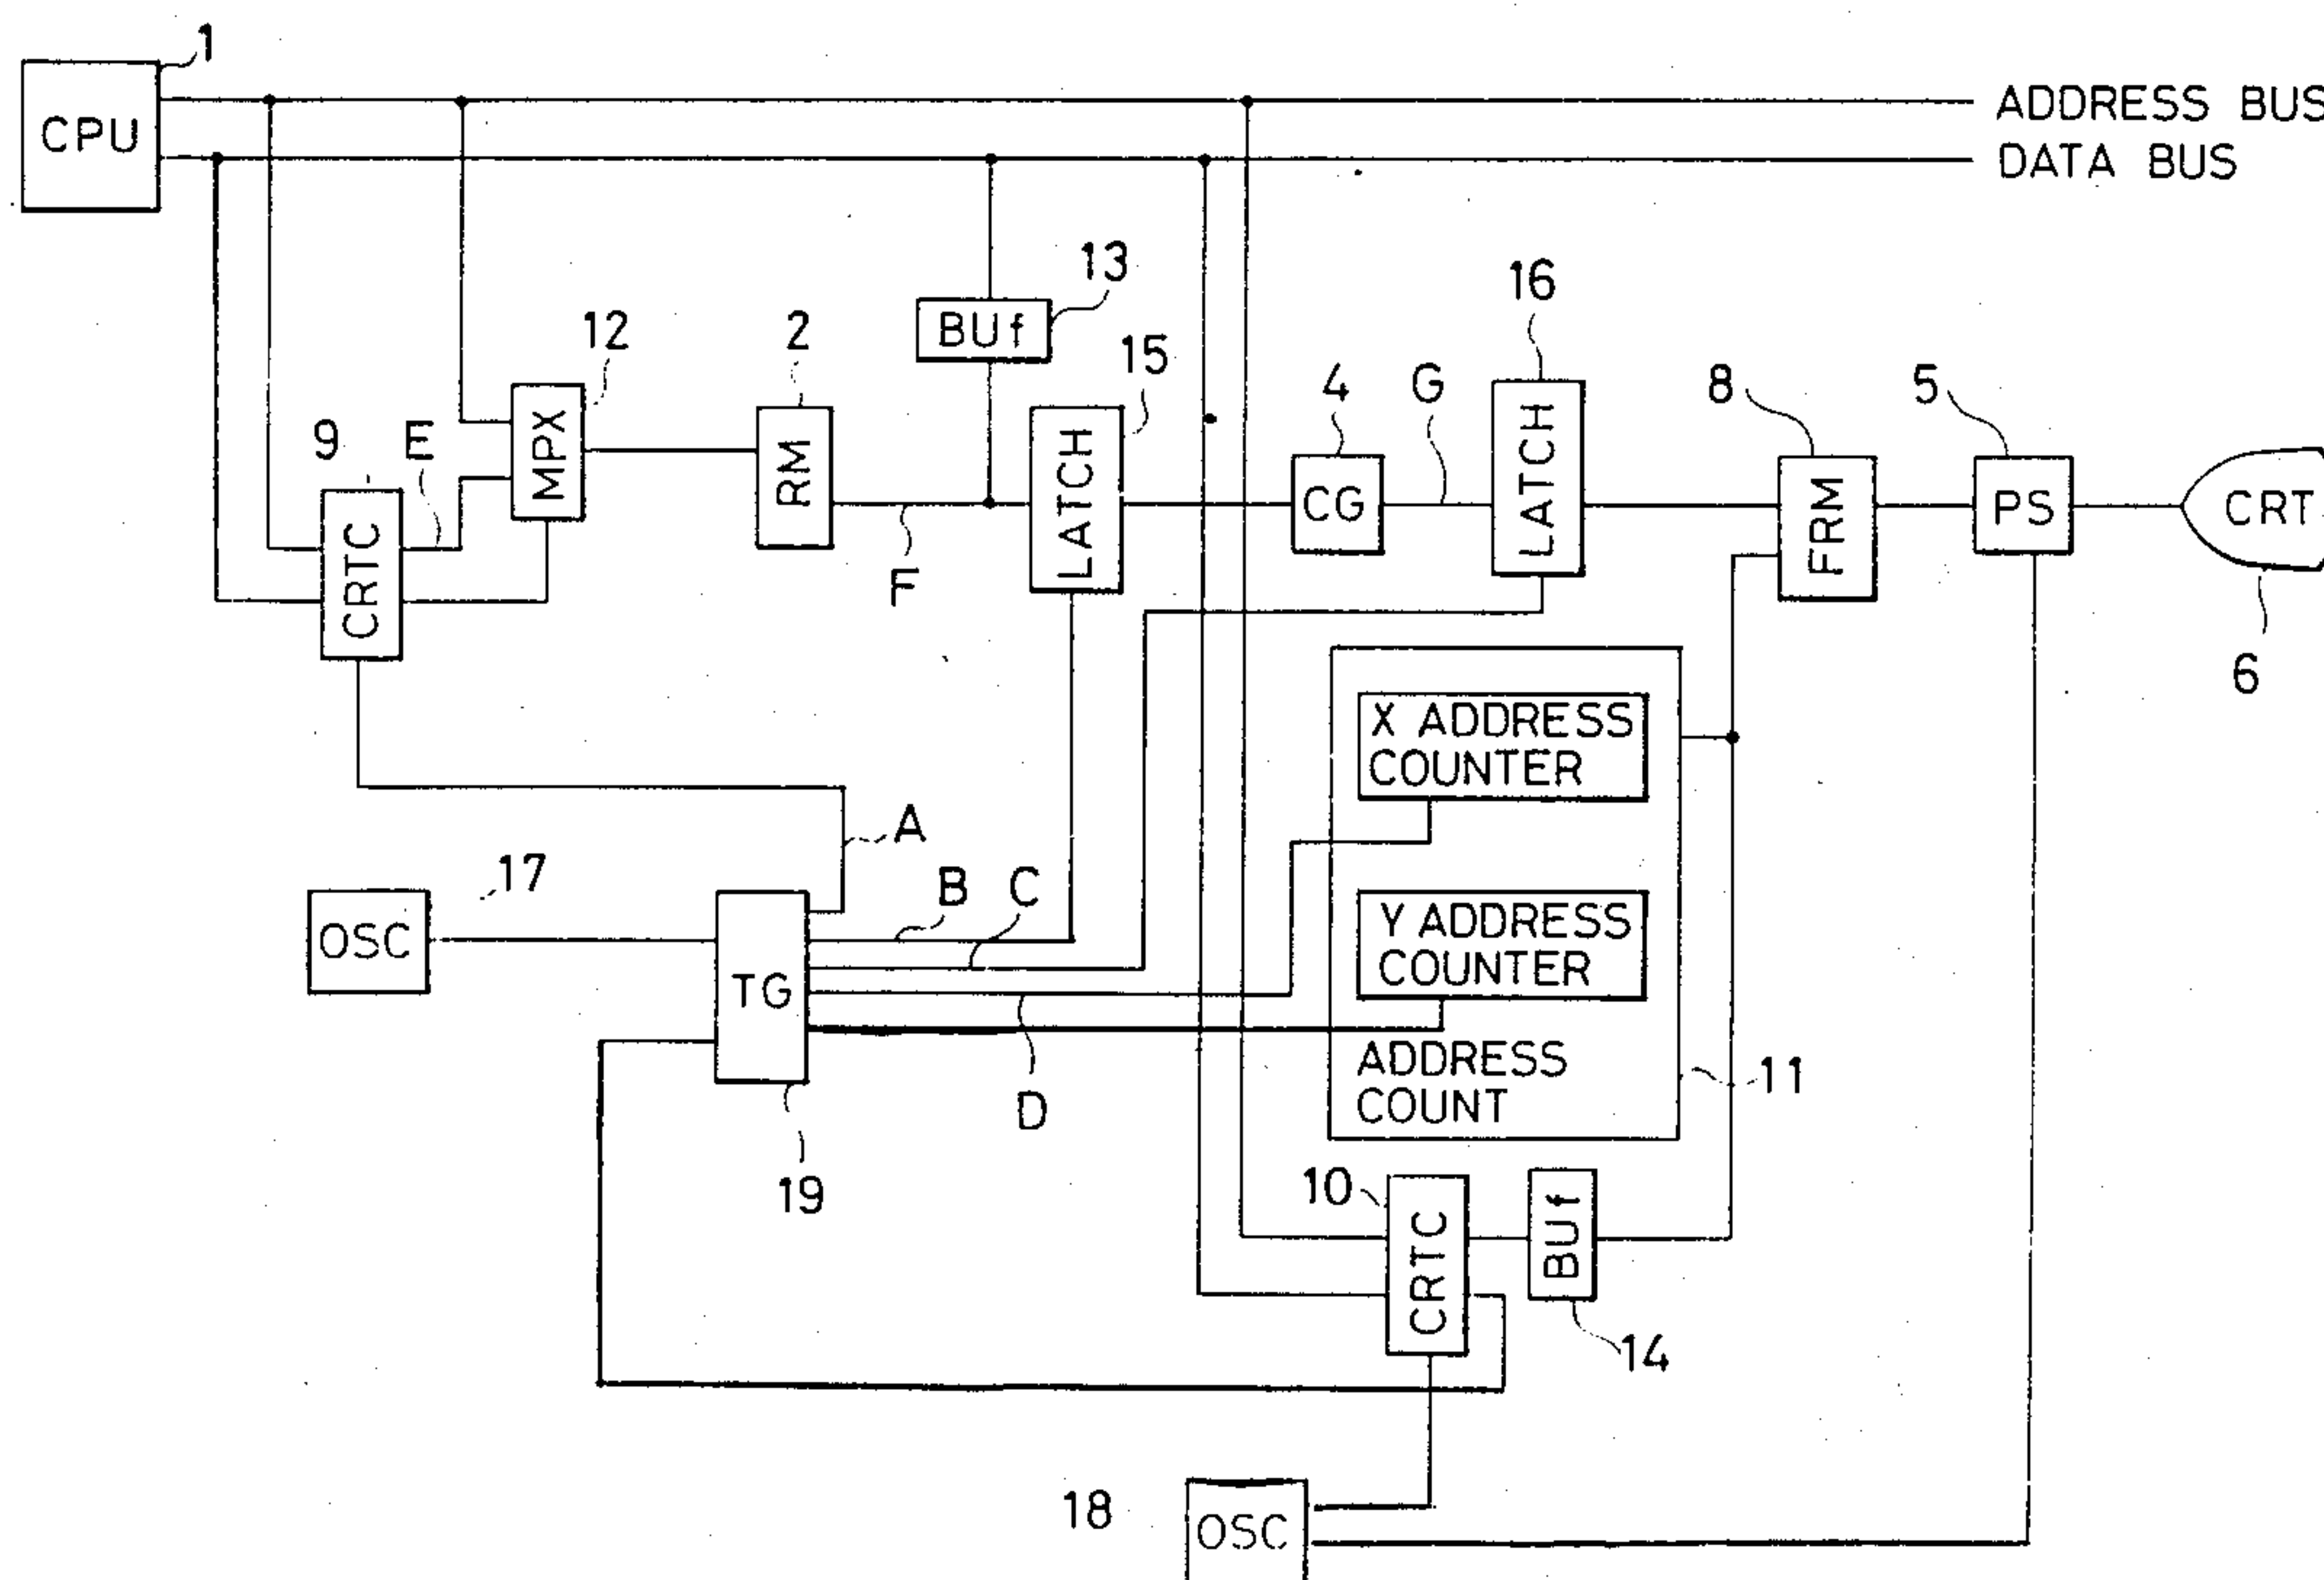 1
CPU
ADDRESS BUS
DATA BUS
13
BUf
16
12
2
15
4
G
8
5
9
E
MPX
RM
LATCH
CG
LATCH
FRM
PS
CRT
CRTC
F
6
X ADDRESS
COUNTER
A
17
B
C
OSC
TG
Y ADDRESS
COUNTER
D
ADDRESS
COUNT
11
19
10
CRTC
BUf
14
18
OSC